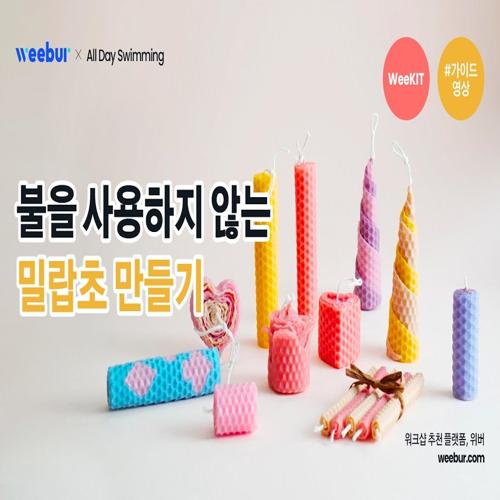 weebur × All Day Swimming
WeeKIT
#가이드
영상
불을 사용하지 않는
밀랍초 만들기
워크샵 추천 플랫폼, 위버
weebur.com